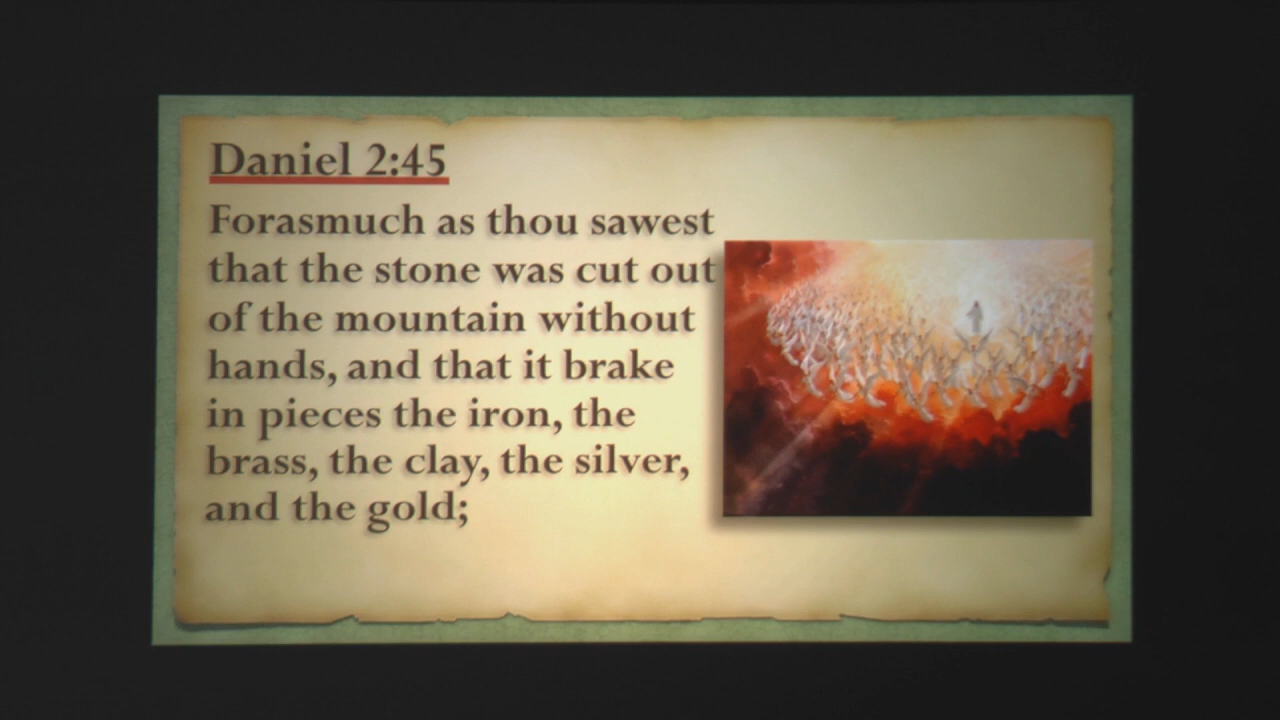 Daniel 2:45
Forasmuch as thou sawest
that the stone was cut out
of the mountain without
hands, and that it brake
in pieces the iron, the
brass, the clay, the silver,
and the gold;